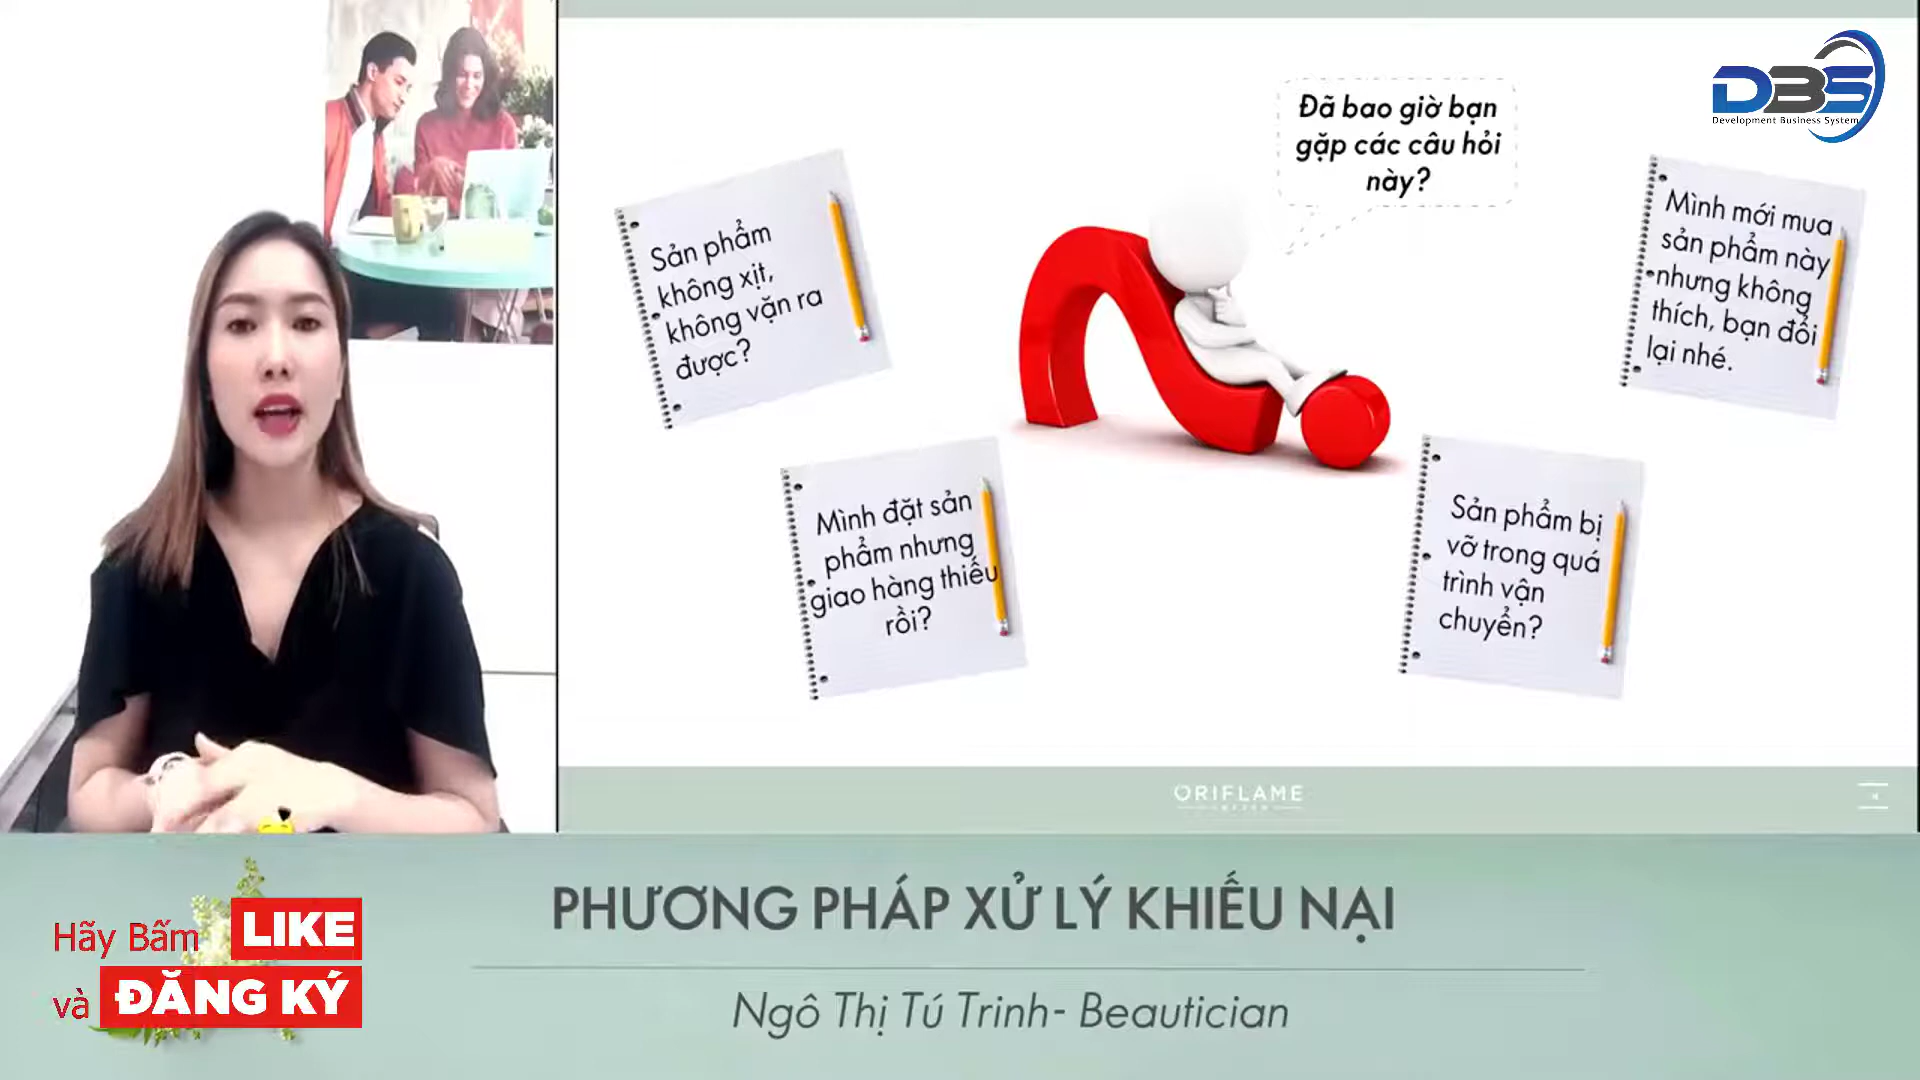 DBS
Development Business System
Đã bao giờ bạn
gặp các câu hỏi
này?
Sản phẩm
không xịt,
không vặn ra
được?
Mình mới mua
sản phẩm này
nhưng không
thích, bạn đổi
lại nhé.
Mình đặt sản
phẩm nhưng
giao hàng thiếu
rồi?
Sản phẩm bị
vỡ trong quá
trình vận
chuyển?
ORIFLAME
PHƯƠNG PHÁP XỬ LÝ KHIẾU NẠI
Ngô Thị Tú Trinh- Beautician
Hãy Bấm LIKE
và ĐĂNG KÝ